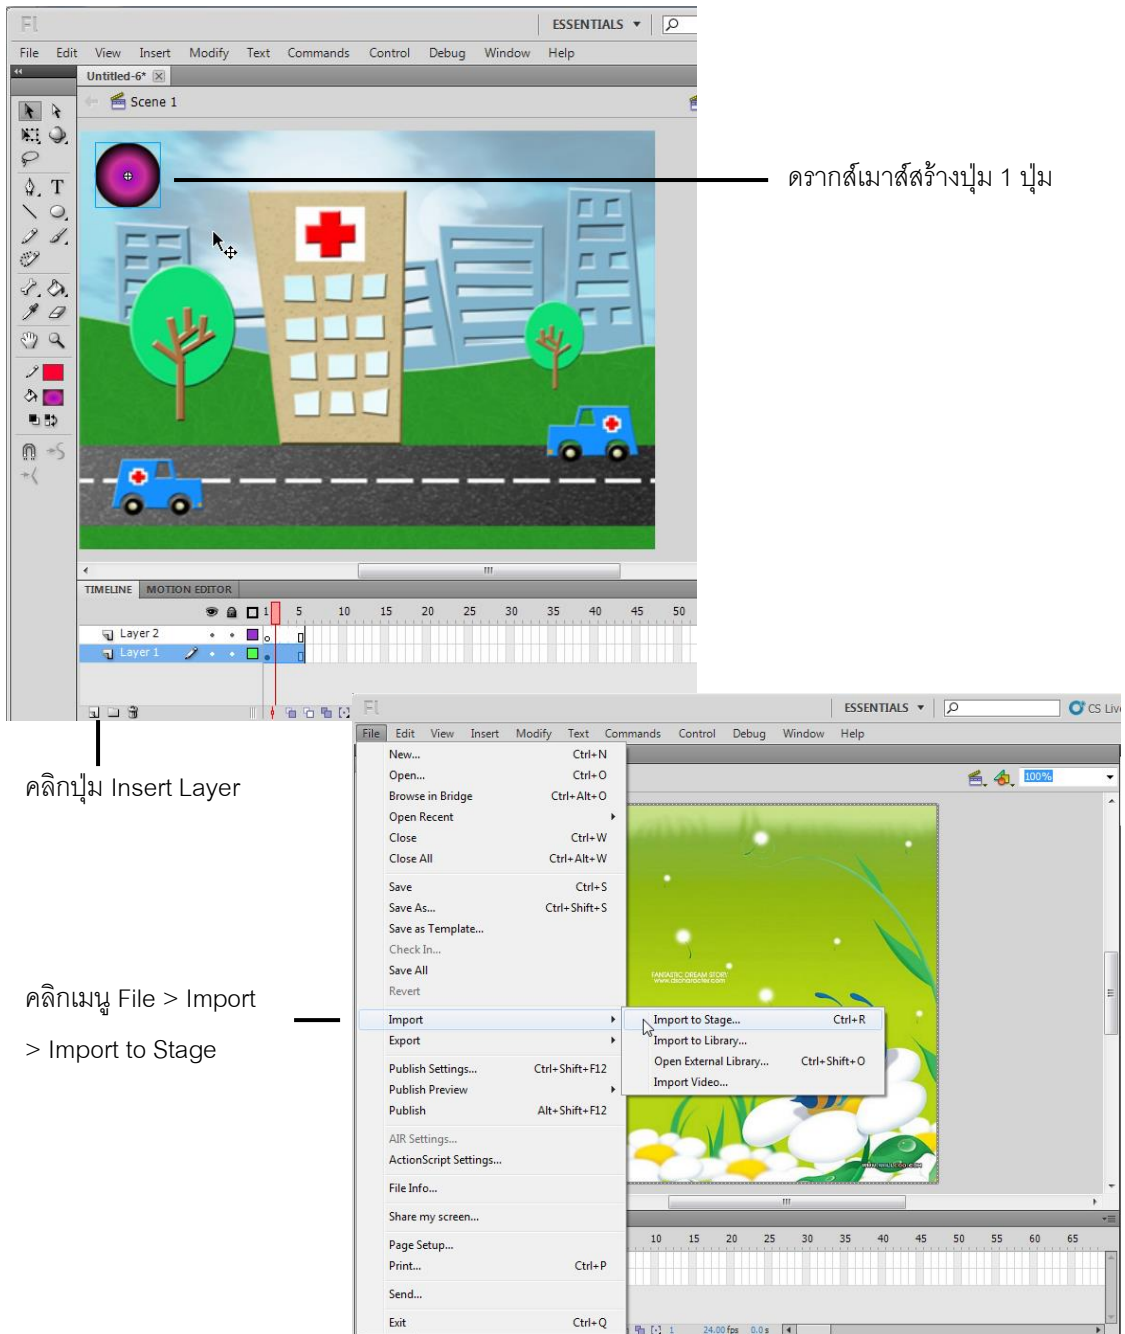 Fl
ESSENTIALS
File Edit View Insert Modify Text Commands Control Debug Window Help
Untitled-6*
Scene 1
ดรากส์เมาส์สร้างปุ่ม 1 ปุ่ม
TIMELINE MOTION EDITOR
1 5 10 15 20 25 30 35 40 45 50
Layer 2
Layer 1
คลิกปุ่ม Insert Layer
Fl
ESSENTIALS
CS Live
File Edit View Insert Modify Text Commands Control Debug Window Help
New... Ctrl+N
Open... Ctrl+O
100%
Browse in Bridge Ctrl+Alt+O
Open Recent
Close Ctrl+W
Close All Ctrl+Alt+W
Save Ctrl+S
Save As... Ctrl+Shift+S
Save as Template...
Check In...
Save All
Revert
FANTASTIC DREAM STORY
คลิกเมนู File > Import
> Import to Stage
Import
Import to Stage... Ctrl+R
Export
Import to Library...
Open External Library... Ctrl+Shift+O
Import Video...
Publish Settings... Ctrl+Shift+F12
Publish Preview
Publish Alt+Shift+F12
AIR Settings...
ActionScript Settings...
File Info...
Share my screen...
Page Setup...
Print... Ctrl+P
Send...
Exit Ctrl+Q
10 15 20 25 30 35 40 45 50 55 60 65
1 24.00 fps 0.0 s